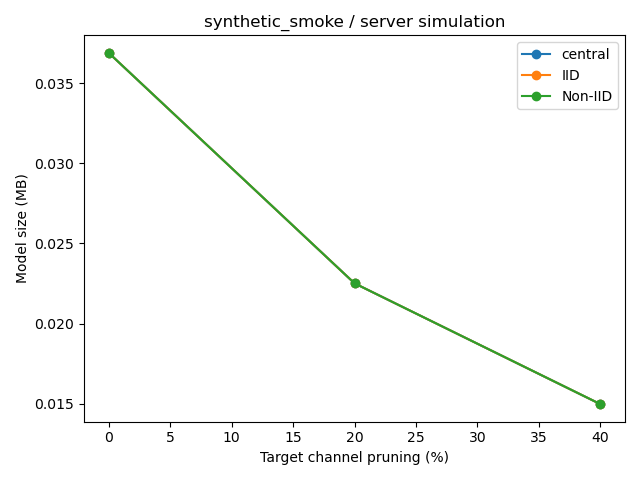 synthetic_smoke / server simulation
central
IID
Non-IID
Model size (MB)
0.035
0.030
0.025
0.020
0.015
0 5 10 15 20 25 30 35 40
Target channel pruning (%)